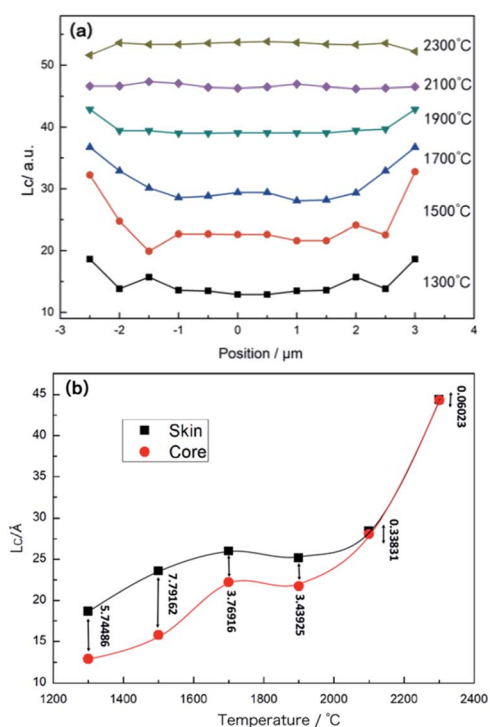 (a)
Lc/ a.u.
50
40
30
20
10
2300°C
2100°C
1900°C
1700°C
1500°C
1300°C
-3 -2 -1 0 1 2 3 4
Position / μm
(b)
Lc/Å
45
40
35
30
25
20
15
10
Skin
Core
5.74486
7.79162
3.76916
3.43925
0.33831
0.06023
1200 1400 1600 1800 2000 2200 2400
Temperature / °C